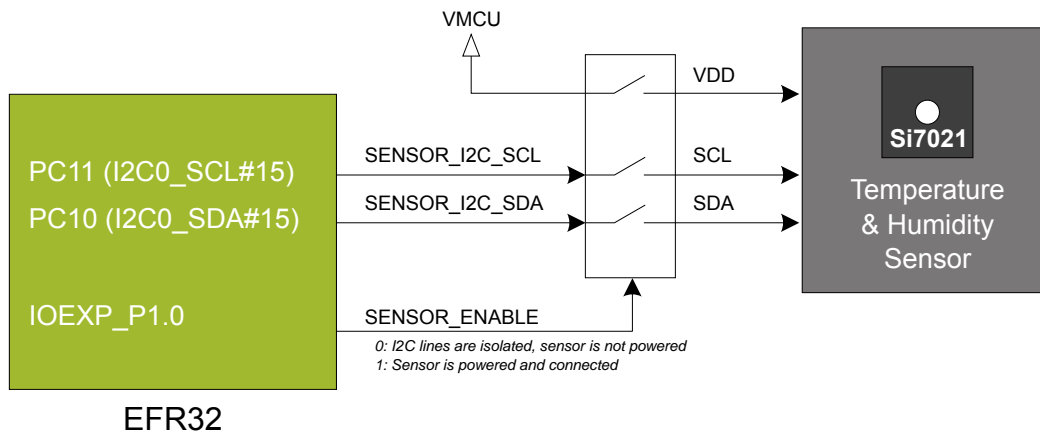 VMCU
VDD
Si7021
SENSOR_I2C_SCL
SCL
PC11 (I2C0_SCL#15)
SENSOR_I2C_SDA
SDA
PC10 (I2C0_SDA#15)
Temperature
& Humidity
Sensor
IOEXP_P1.0
SENSOR_ENABLE
0: I2C lines are isolated, sensor is not powered
1: Sensor is powered and connected
EFR32